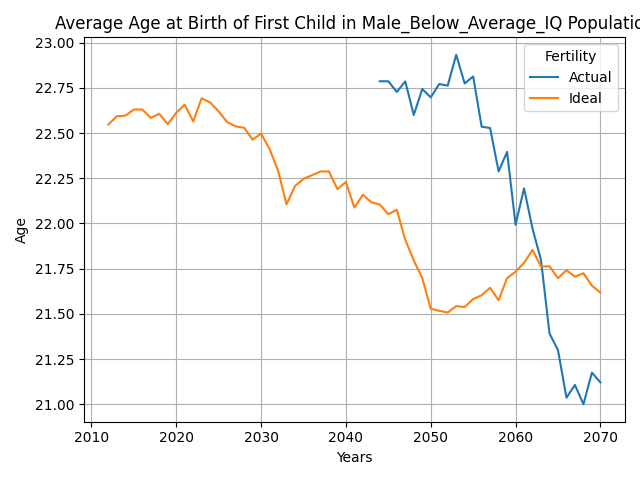 Average Age at Birth of First Child in Male_Below_Average_IQ Populatio
Fertility
Actual
Ideal
23.00
22.75
22.50
22.25
22.00
21.75
21.50
21.25
21.00
Age
2010 2020 2030 2040 2050 2060 2070
Years